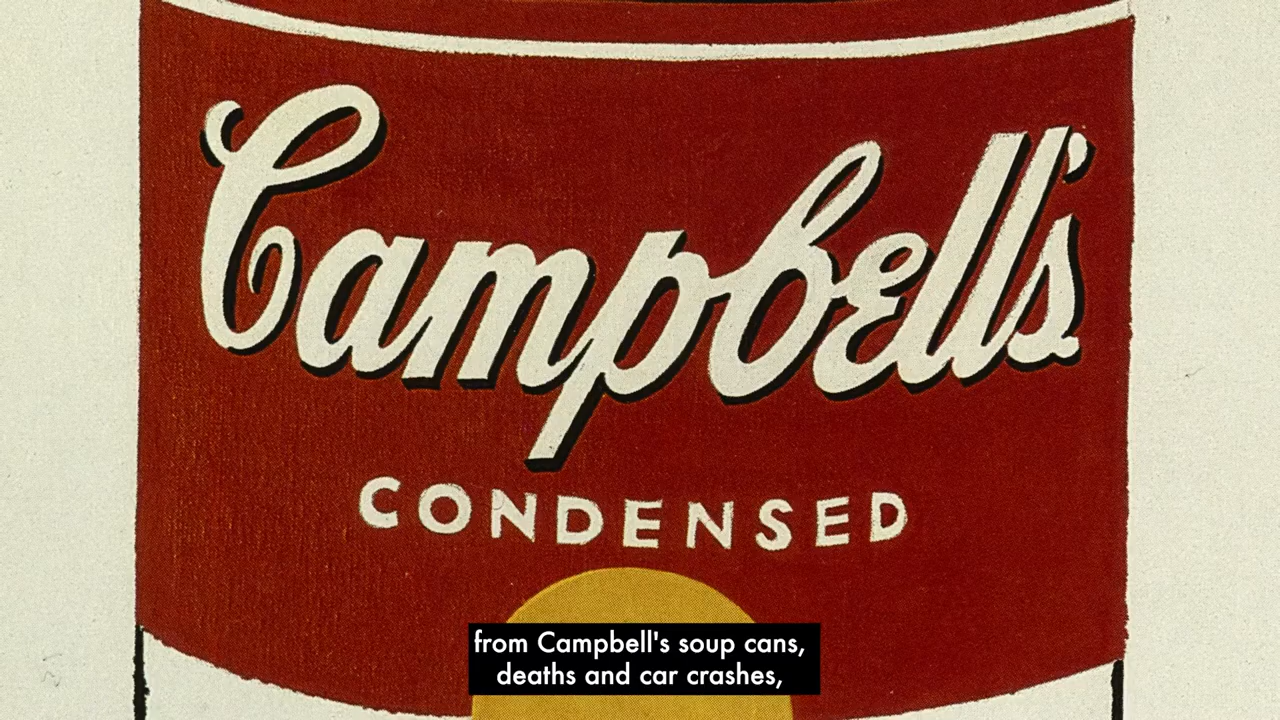 Campbell's
CONDENSED
from Campbell's soup cans,
deaths and car crashes,